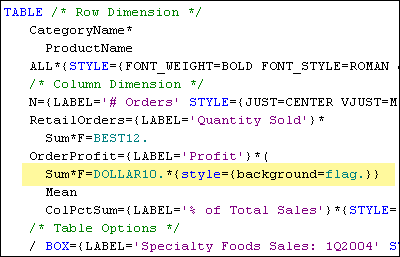 TABLE /* Row Dimension */
CategoryName*
ProductName
ALL*{STYLE={FONT_WEIGHT=BOLD FONT_STYLE=ROMAN
/* Column Dimension */
N={LABEL='# Orders' STYLE={JUST=CENTER VJUST=M
RetailOrders={LABEL='Quantity Sold'}*
Sum*F=BEST12.
OrderProfit={LABEL='Profit'}*(
Sum*F=DOLLAR10.*{style={background=flag.}}
Mean
ColPctSum={LABEL='% of Total Sales'}*{STYLE
/* Table Options */
/ BOX={LABEL='Specialty Foods Sales: 1Q2004' S